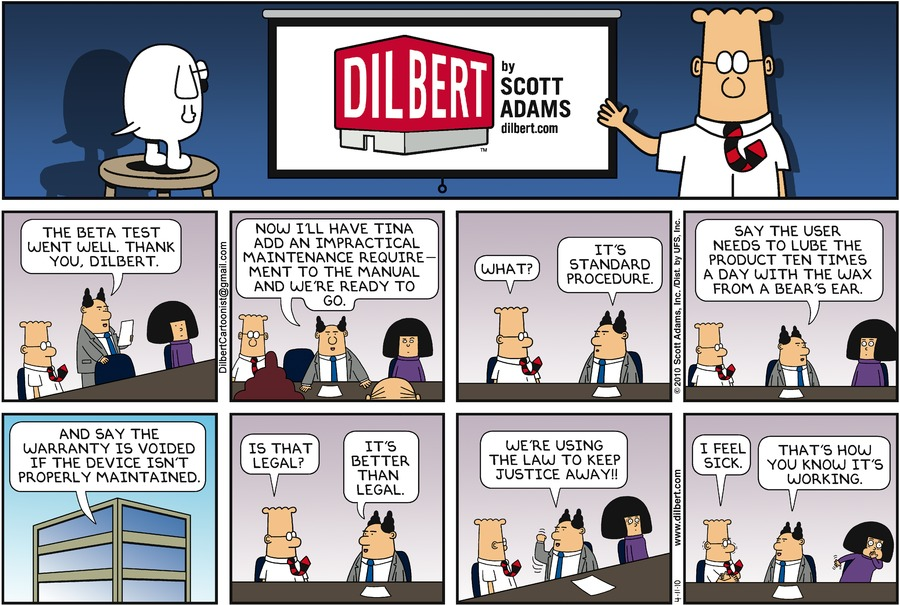 DILBERT
TM
by
SCOTT
ADAMS
dilbert.com
THE BETA TEST
WENT WELL. THANK
YOU, DILBERT.
DilbertCartoonist@gmail.com
NOW I'LL HAVE TINA
ADD AN IMPRACTICAL
MAINTENANCE REQUIRE-
MENT TO THE MANUAL
AND WE'RE READY TO
GO.
WHAT?
IT'S
STANDARD
PROCEDURE.
© 2010 Scott Adams, Inc. /Dist. by UFS, Inc.
SAY THE USER
NEEDS TO LUBE THE
PRODUCT TEN TIMES
A DAY WITH THE WAX
FROM A BEAR'S EAR.
AND SAY THE
WARRANTY IS VOIDED
IF THE DEVICE ISN'T
PROPERLY MAINTAINED.
IS THAT
LEGAL?
IT'S
BETTER
THAN
LEGAL.
WE'RE USING
THE LAW TO KEEP
JUSTICE AWAY!!
4-11-10
www.dilbert.com
I FEEL
SICK.
THAT'S HOW
YOU KNOW IT'S
WORKING.